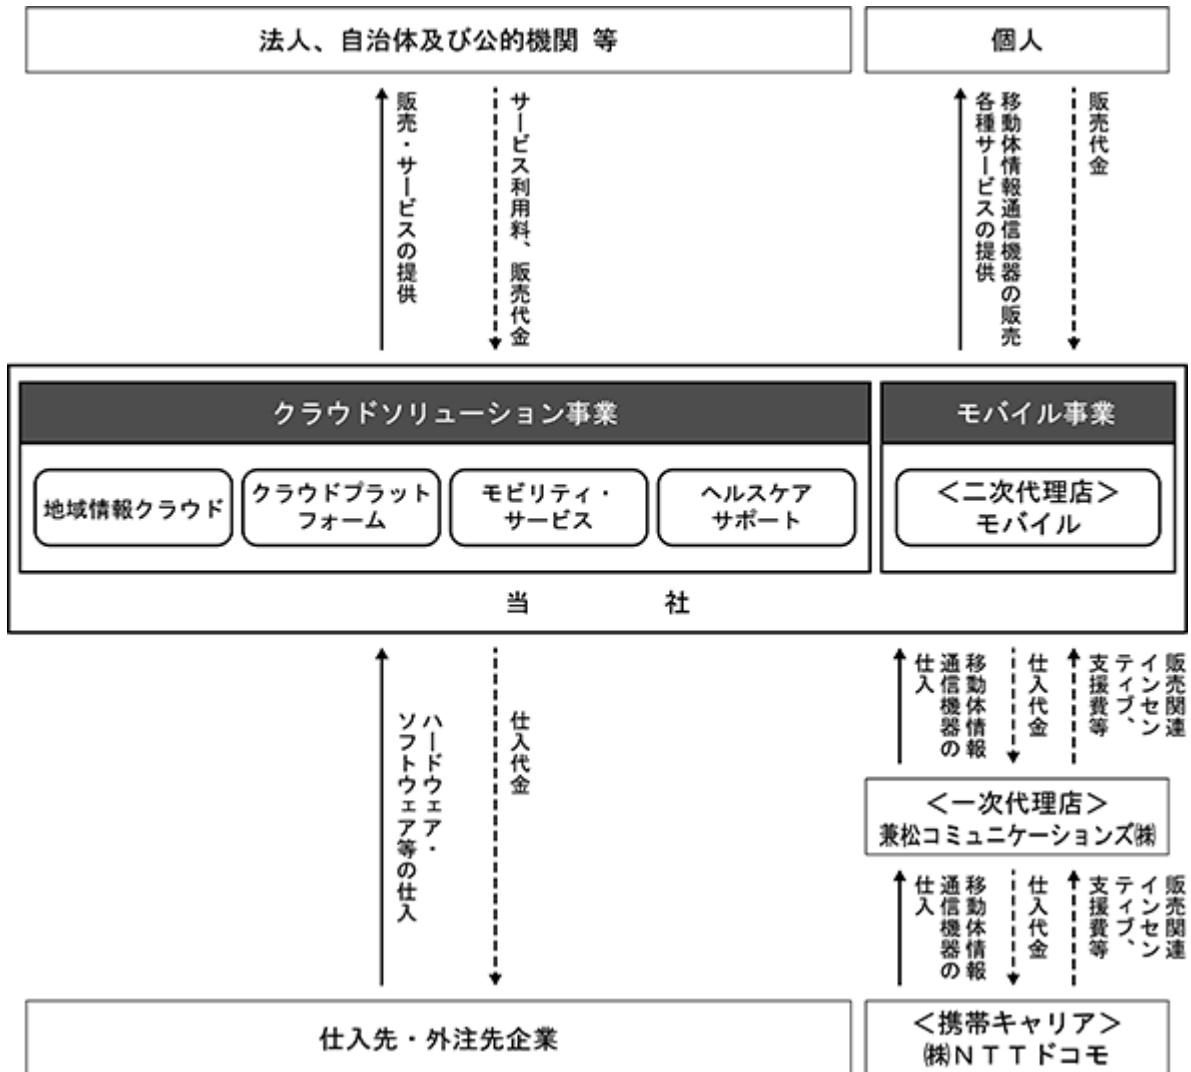 法人、自治体及び公的機関 等
個人
販売・サービスの提供
サービス利用料、販売代金
移動体情報通信機器の販売
各種サービスの提供
販売代金
クラウドソリューション事業
モバイル事業
地域情報クラウド
クラウドプラット
フォーム
モビリティ・
サービス
ヘルスケア
サポート
＜二次代理店＞
モバイル
当 社
ハードウェア・
ソフトウェア等の仕入
仕入代金
移動体情報
通信機器の
仕入
仕入代金
販売関連
インセン
ティブ、
支援費等
＜一次代理店＞
兼松コミュニケーションズ㈱
移動体情報
通信機器の
仕入
仕入代金
販売関連
インセン
ティブ、
支援費等
仕入先・外注先企業
＜携帯キャリア＞
㈱ＮＴＴドコモ